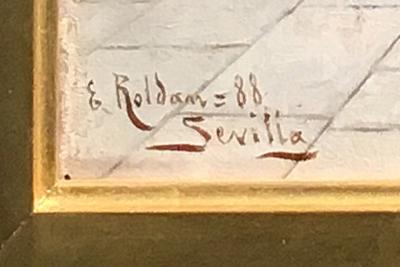 E Roldan = 88
Sevilla